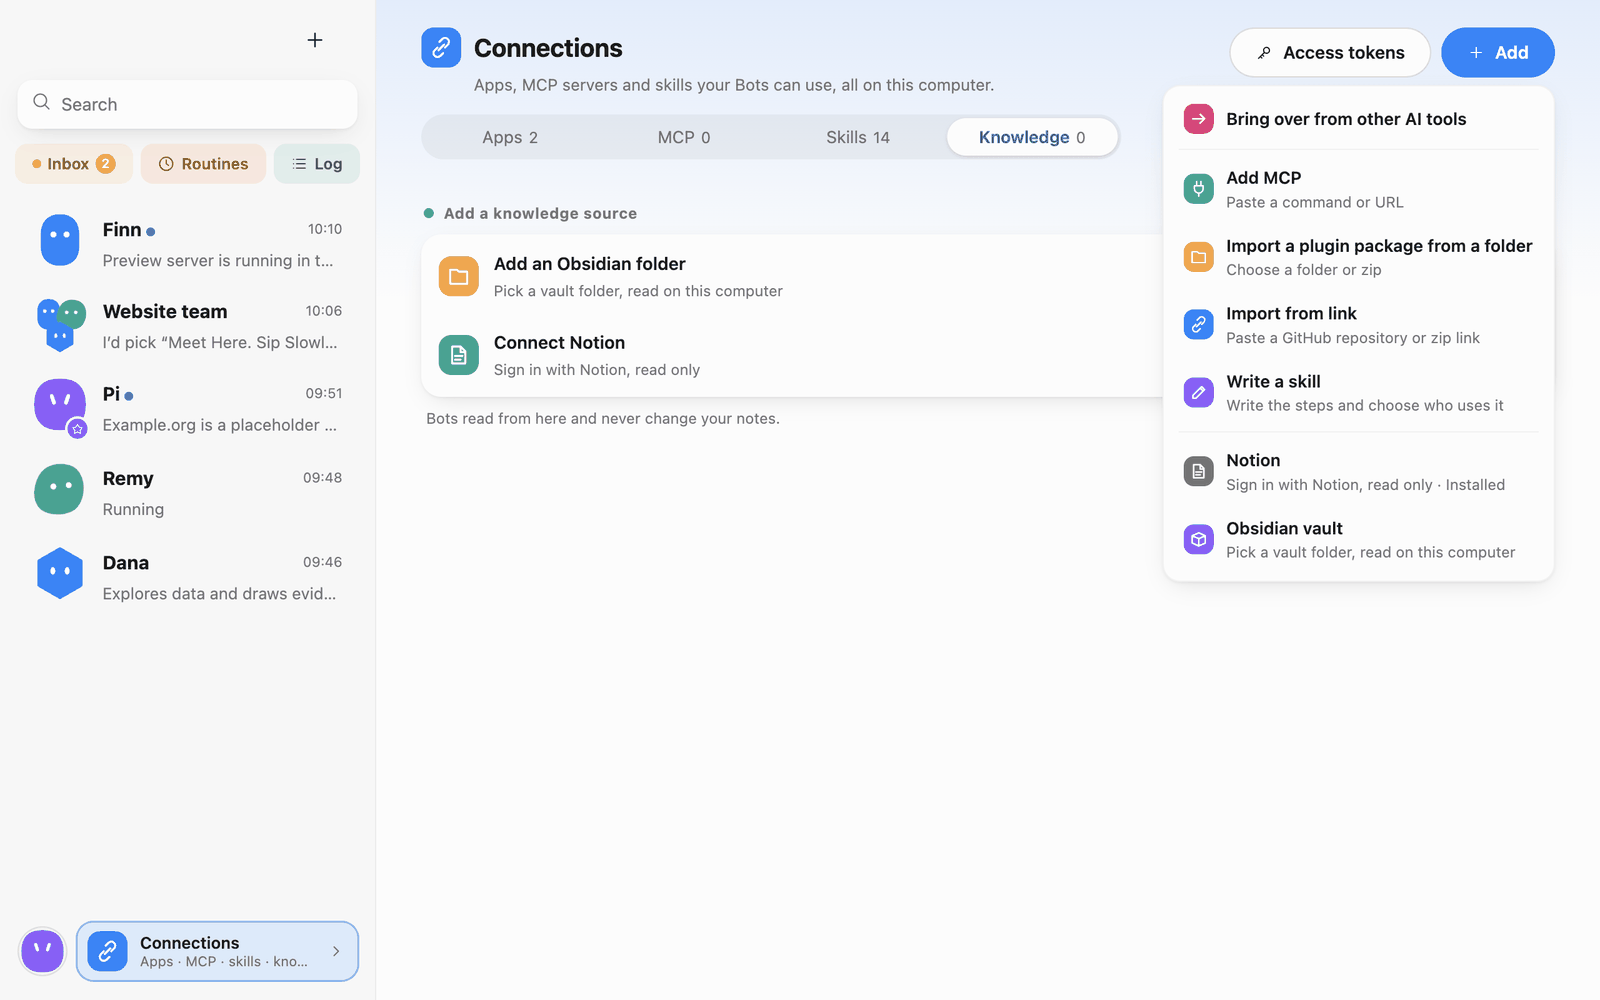 Search
Inbox 2
Routines
Log
Finn
10:10
Preview server is running in t...
Website team
10:06
I'd pick “Meet Here. Sip Slowl...
Pi
09:51
Example.org is a placeholder ...
Remy
09:48
Running
Dana
09:46
Explores data and draws evid...
Connections
Apps · MCP · skills · kno...
Connections
Apps, MCP servers and skills your Bots can use, all on this computer.
Access tokens
+ Add
Apps 2
MCP 0
Skills 14
Knowledge 0
Add a knowledge source
Add an Obsidian folder
Pick a vault folder, read on this computer
Connect Notion
Sign in with Notion, read only
Bots read from here and never change your notes.
Bring over from other AI tools
Add MCP
Paste a command or URL
Import a plugin package from a folder
Choose a folder or zip
Import from link
Paste a GitHub repository or zip link
Write a skill
Write the steps and choose who uses it
Notion
Sign in with Notion, read only · Installed
Obsidian vault
Pick a vault folder, read on this computer